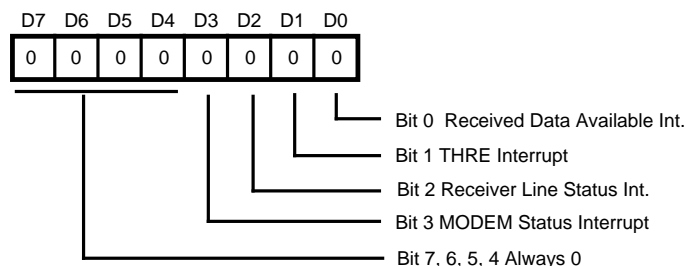 D7 D6 D5 D4 D3 D2 D1 D0
0 0 0 0 0 0 0 0
Bit 0 Received Data Available Int.
Bit 1 THRE Interrupt
Bit 2 Receiver Line Status Int.
Bit 3 MODEM Status Interrupt
Bit 7, 6, 5, 4 Always 0